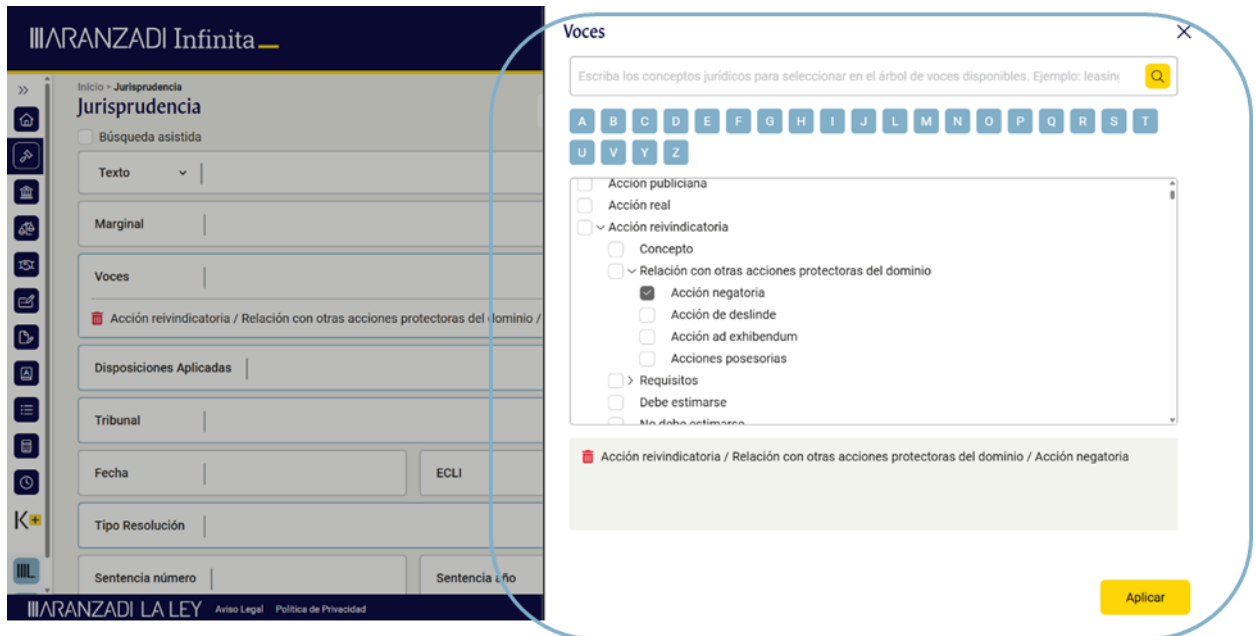 ARANZADI Infinita
Inicio > Jurisprudencia
Jurisprudencia
Búsqueda asistida
Texto
Marginal
Voces
Acción reivindicatoria / Relación con otras acciones protectoras del dominio /
Disposiciones Aplicadas
Tribunal
Fecha
ECLI
Tipo Resolución
Sentencia número
Sentencia año
K+
ARANZADI LA LEY Aviso Legal Política de Privacidad
Voces
Escriba los conceptos jurídicos para seleccionar en el árbol de voces disponibles. Ejemplo: leasing
A B C D E F G H I J L M N O P Q R S T
U V Y Z
Acción publiciana
Acción real
Acción reivindicatoria
Concepto
Relación con otras acciones protectoras del dominio
Acción negatoria
Acción de deslinde
Acción ad exhibendum
Acciones posesorias
Requisitos
Debe estimarse
No debe estimarse
Acción reivindicatoria / Relación con otras acciones protectoras del dominio / Acción negatoria
Aplicar